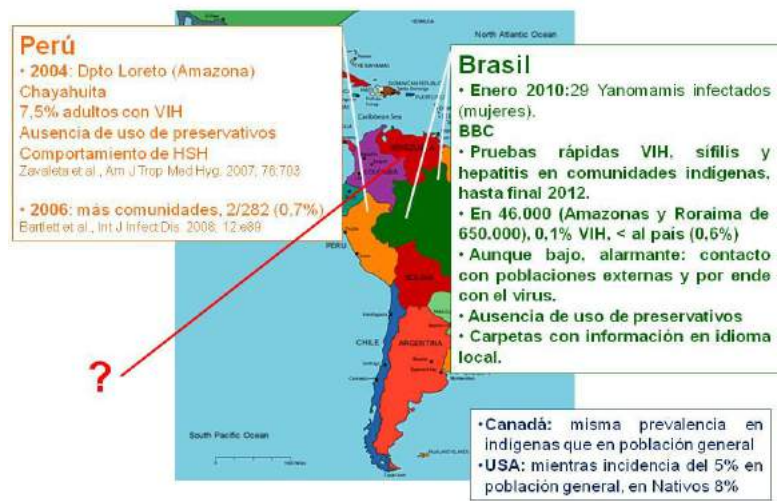 Perú
• 2004: Dpto Loreto (Amazona)
Chayahuita
7,5% adultos con VIH
Ausencia de uso de preservativos
Comportamiento de HSH
Zavaleta et al., Am J Trop Med Hyg. 2007; 76:703
• 2006: más comunidades, 2/282 (0,7%)
Bartlett et al., Int J Infect Dis. 2008; 12:e89
North Atlantic Ocean
Caribbean Sea
DOMINICAN REPUBLIC
VENEZUELA
COLOMBIA
PERU
BOLIVIA
CHILE
ARGENTINA
South Pacific Ocean
?
Brasil
• Enero 2010:29 Yanomamis infectados
(mujeres).
BBC
• Pruebas rápidas VIH, sífilis y
hepatitis en comunidades indígenas,
hasta final 2012.
• En 46.000 (Amazonas y Roraima de
650.000), 0,1% VIH, < al país (0,6%)
• Aunque bajo, alarmante: contacto
con poblaciones externas y por ende
con el virus.
• Ausencia de uso de preservativos
• Carpetas con información en idioma
local.
•Canadá: misma prevalencia en
indígenas que en población general
•USA: mientras incidencia del 5% en
población general, en Nativos 8%